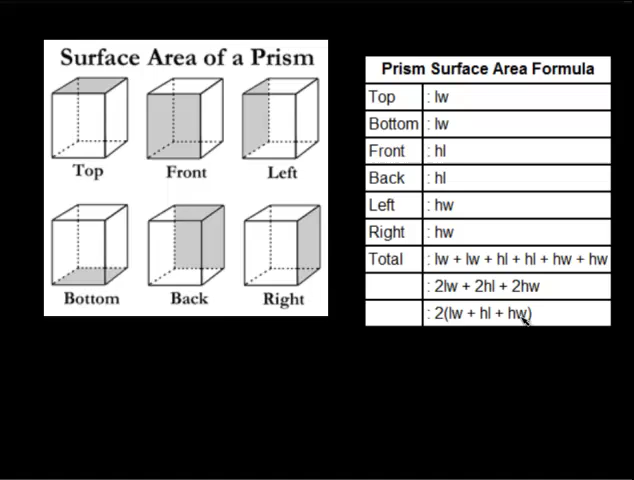 Surface Area of a Prism
Top
Front
Left
Bottom
Back
Right
Prism Surface Area Formula
Top : lw
Bottom : lw
Front : hl
Back : hl
Left : hw
Right : hw
Total : lw + lw + hl + hl + hw + hw
: 2lw + 2hl + 2hw
: 2(lw + hl + hw)